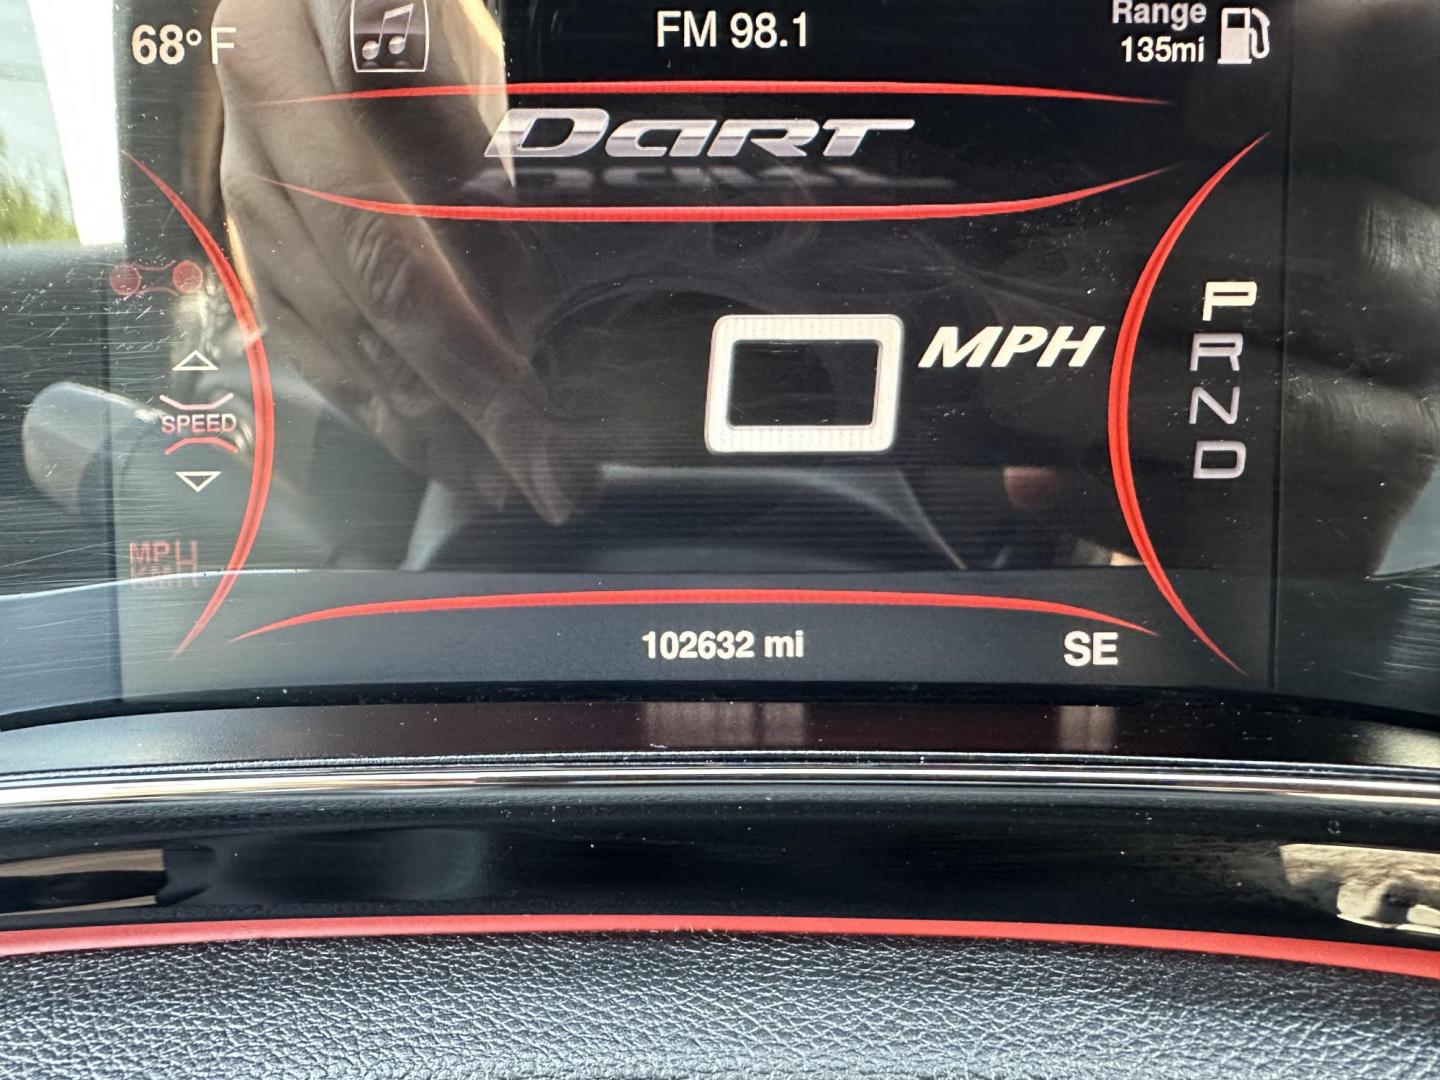 68° F
FM 98.1
Range
135mi
Dart
0 MPH
P
R
N
D
SPEED
MPH
102632 mi
SE